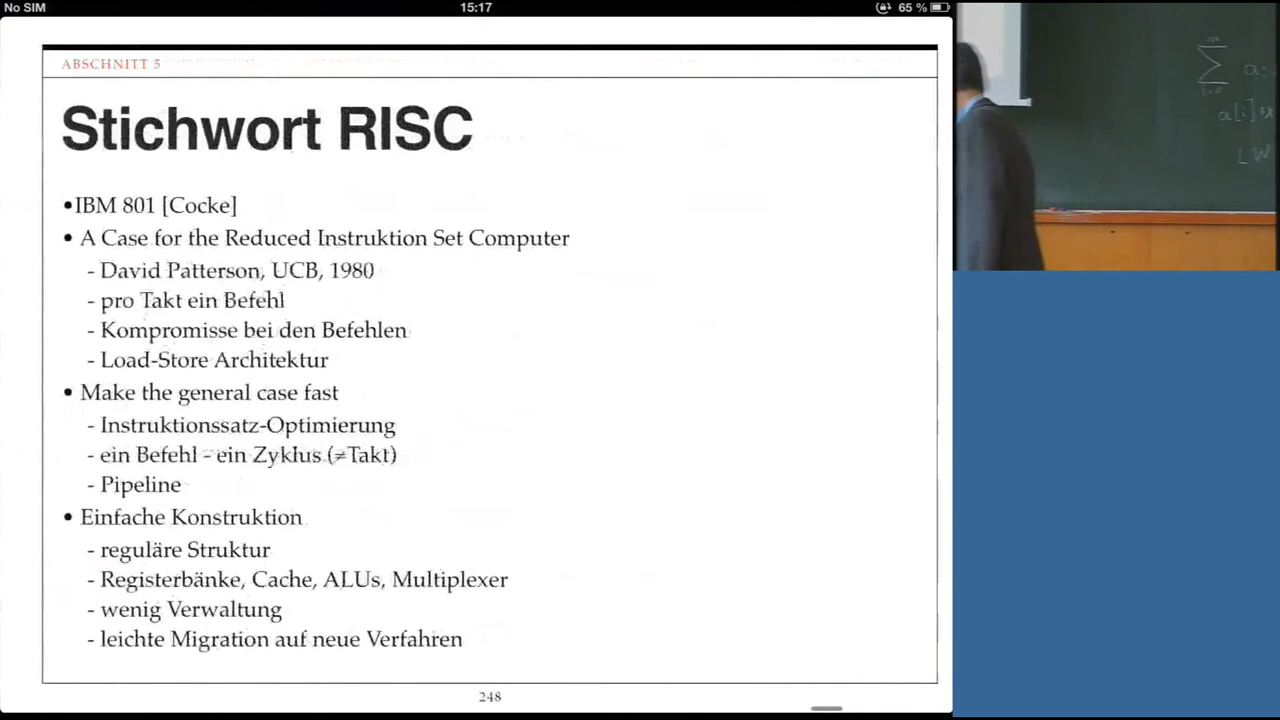 No SIM 15:17 65 %
ABSCHNITT 5
Stichwort RISC
•IBM 801 [Cocke]
• A Case for the Reduced Instruktion Set Computer
- David Patterson, UCB, 1980
- pro Takt ein Befehl
- Kompromisse bei den Befehlen
- Load-Store Architektur
• Make the general case fast
- Instruktionssatz-Optimierung
- ein Befehl - ein Zyklus (≠Takt)
- Pipeline
• Einfache Konstruktion
- reguläre Struktur
- Registerbänke, Cache, ALUs, Multiplexer
- wenig Verwaltung
- leichte Migration auf neue Verfahren
248
a[i]
LW